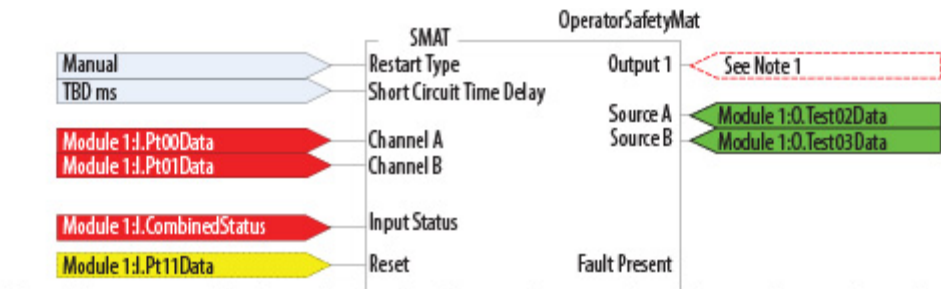 OperatorSafetyMat
SMAT
Manual Restart Type Output 1 See Note 1
TBD ms Short Circuit Time Delay
Source A Module 1:O.Test02Data
Module 1:I.Pt00Data Channel A Source B Module 1:O.Test03Data
Module 1:I.Pt01Data Channel B
Module 1:I.CombinedStatus Input Status
Module 1:I.Pt11Data Reset Fault Present